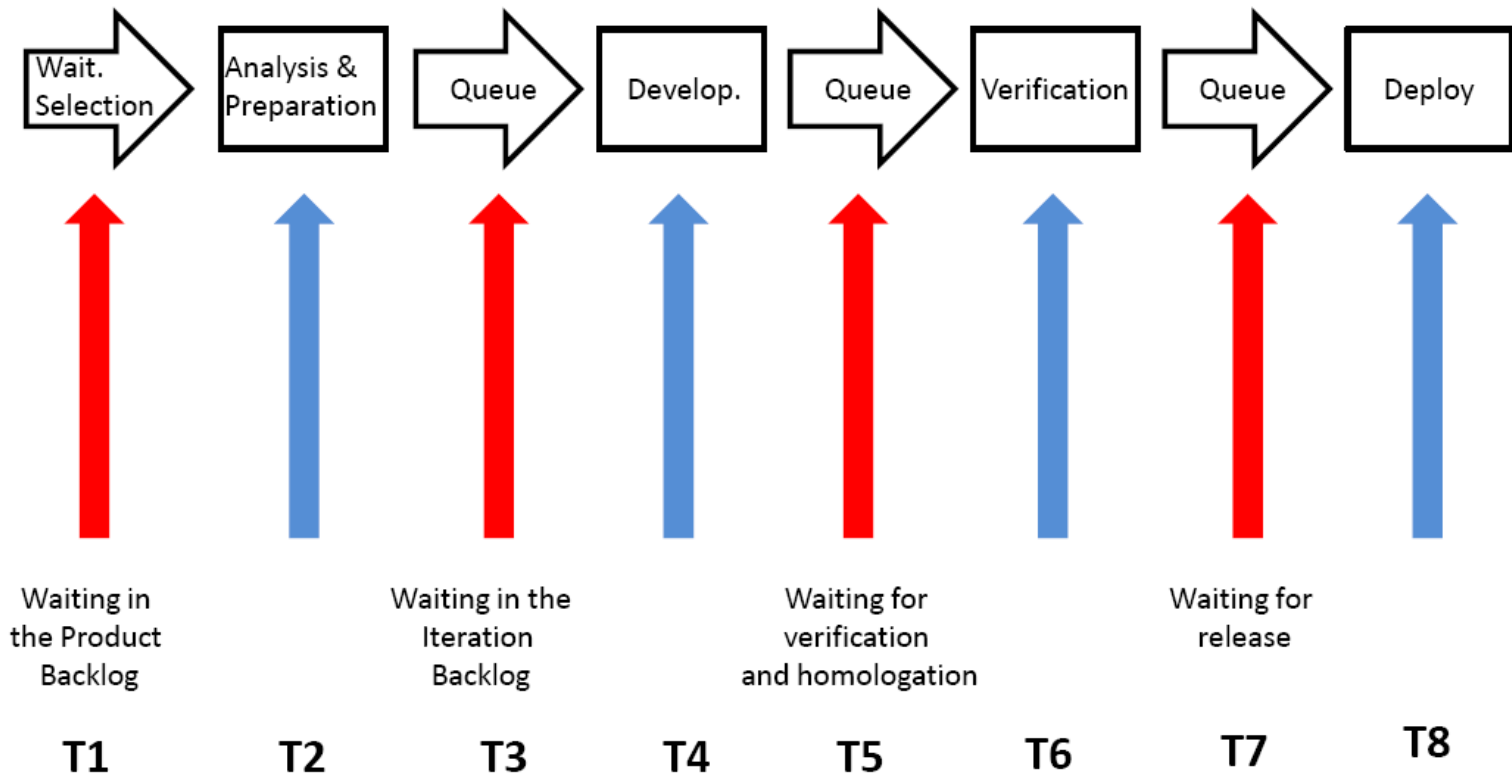 Wait.
Selection
Analysis &
Preparation
Queue
Develop.
Queue
Verification
Queue
Deploy
Waiting in
the Product
Backlog
Waiting in the
Iteration
Backlog
Waiting for
verification
and homologation
Waiting for
release
T1
T2
T3
T4
T5
T6
T7
T8